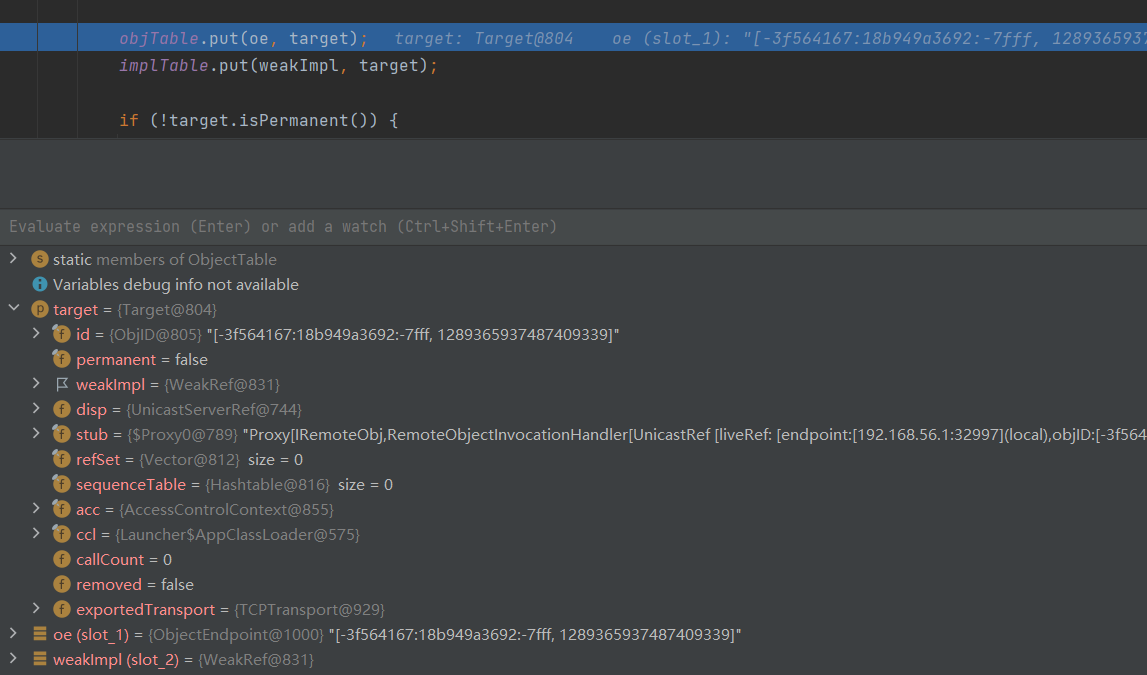 objTable.put(oe, target); target: Target@804 oe (slot_1): "[-3f564167:18b949a3692:-7fff, 128936593
implTable.put(weakImpl, target);
if (!target.isPermanent()) {
Evaluate expression (Enter) or add a watch (Ctrl+Shift+Enter)
static members of ObjectTable
Variables debug info not available
target = {Target@804}
id = {ObjID@805} "[-3f564167:18b949a3692:-7fff, 1289365937487409339]"
permanent = false
weakImpl = {WeakRef@831}
disp = {UnicastServerRef@744}
stub = {$Proxy0@789} "Proxy[IRemoteObj,RemoteObjectInvocationHandler[UnicastRef [liveRef: [endpoint:[192.168.56.1:32997](local),objID:[-3f564
refSet = {Vector@812} size = 0
sequenceTable = {Hashtable@816} size = 0
acc = {AccessControlContext@855}
ccl = {Launcher$AppClassLoader@575}
callCount = 0
removed = false
exportedTransport = {TCPTransport@929}
oe (slot_1) = {ObjectEndpoint@1000} "[-3f564167:18b949a3692:-7fff, 1289365937487409339]"
weakImpl (slot_2) = {WeakRef@831}